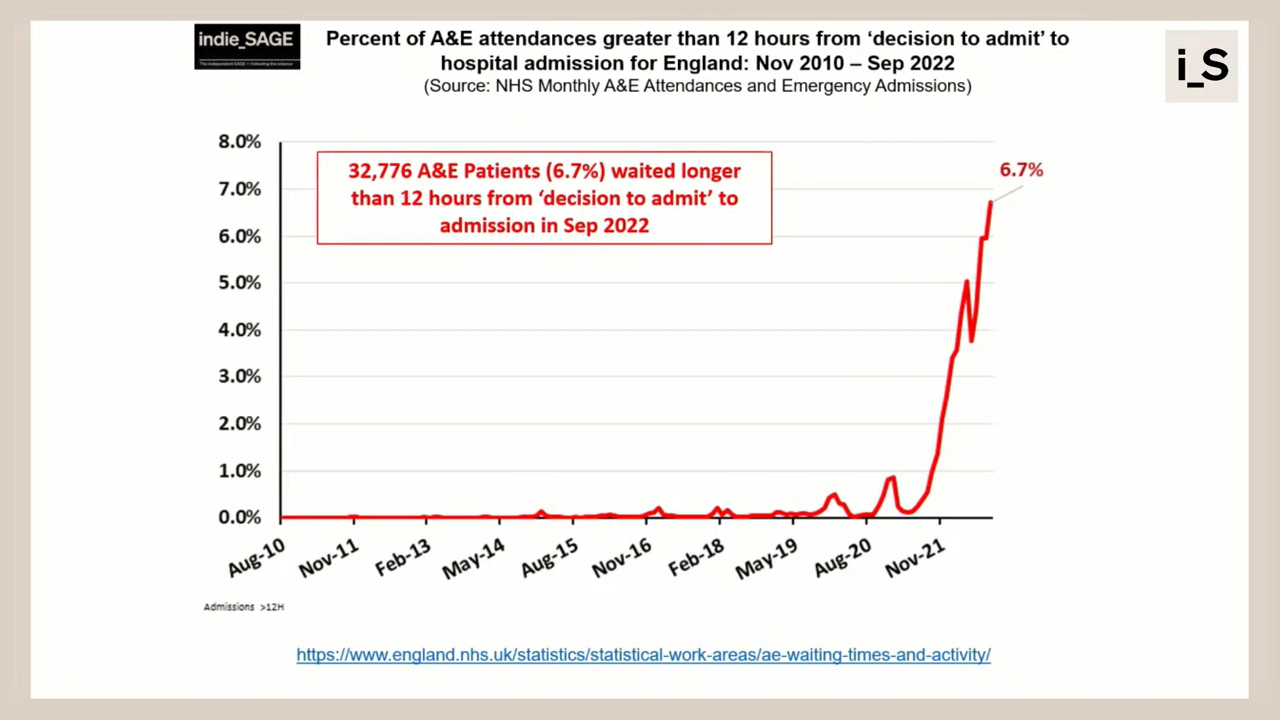 indie_SAGE
The Independent SAGE • Following the science
Percent of A&E attendances greater than 12 hours from ‘decision to admit’ to
hospital admission for England: Nov 2010 – Sep 2022
(Source: NHS Monthly A&E Attendances and Emergency Admissions)
i_S
8.0%
7.0%
6.0%
5.0%
4.0%
3.0%
2.0%
1.0%
0.0%
32,776 A&E Patients (6.7%) waited longer
than 12 hours from ‘decision to admit’ to
admission in Sep 2022
6.7%
Aug-10
Nov-11
Feb-13
May-14
Aug-15
Nov-16
Feb-18
May-19
Aug-20
Nov-21
Admissions >12H
https://www.england.nhs.uk/statistics/statistical-work-areas/ae-waiting-times-and-activity/